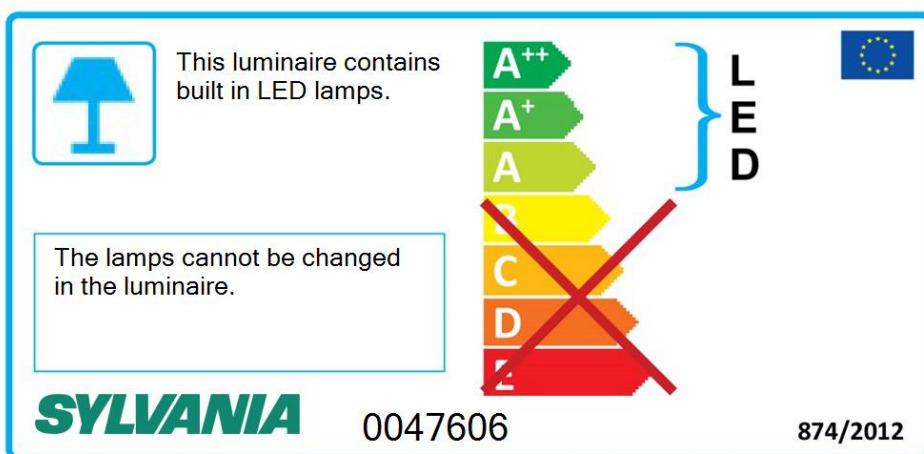 This luminaire contains
built in LED lamps.
A++
A+
A
B
C
D
E
L
E
D
The lamps cannot be changed
in the luminaire.
SYLVANIA
0047606
874/2012